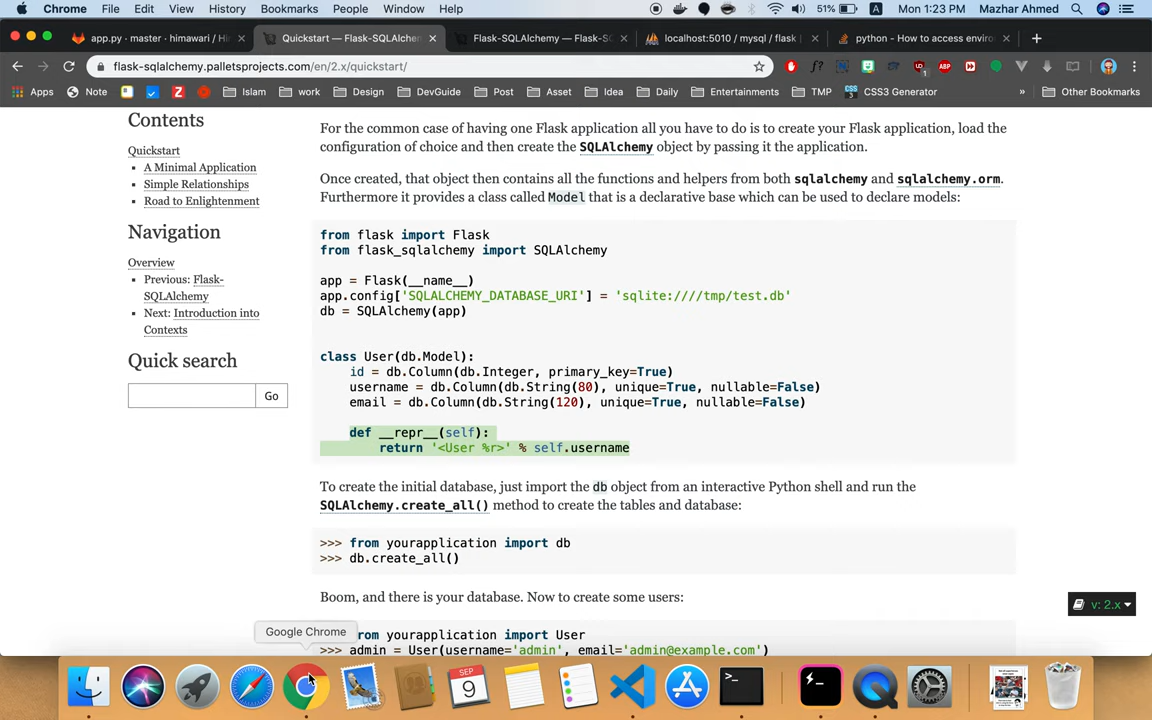 Chrome File Edit View History Bookmarks People Window Help 51% A Mon 1:23 PM Mazhar Ahmed
app.py · master · himawari / Hi
Quickstart — Flask-SQLAlchem
Flask-SQLAlchemy — Flask-SQ
localhost:5010 / mysql / flask |
python - How to access enviro
flask-sqlalchemy.palletsprojects.com/en/2.x/quickstart/
Apps Note Islam work Design DevGuide Post Asset Idea Daily Entertainments TMP CSS3 Generator » Other Bookmarks
Contents
Quickstart
A Minimal Application
Simple Relationships
Road to Enlightenment
Navigation
Overview
Previous: Flask-
SQLAlchemy
Next: Introduction into
Contexts
Quick search
Go
For the common case of having one Flask application all you have to do is to create your Flask application, load the
configuration of choice and then create the SQLAlchemy object by passing it the application.
Once created, that object then contains all the functions and helpers from both sqlalchemy and sqlalchemy.orm.
Furthermore it provides a class called Model that is a declarative base which can be used to declare models:
from flask import Flask
from flask_sqlalchemy import SQLAlchemy
app = Flask(__name__)
app.config['SQLALCHEMY_DATABASE_URI'] = 'sqlite:////tmp/test.db'
db = SQLAlchemy(app)
class User(db.Model):
id = db.Column(db.Integer, primary_key=True)
username = db.Column(db.String(80), unique=True, nullable=False)
email = db.Column(db.String(120), unique=True, nullable=False)
def __repr__(self):
return '<User %r>' % self.username
To create the initial database, just import the db object from an interactive Python shell and run the
SQLAlchemy.create_all() method to create the tables and database:
>>> from yourapplication import db
>>> db.create_all()
Boom, and there is your database. Now to create some users:
from yourapplication import User
>>> admin = User(username='admin', email='admin@example.com')
v: 2.x
Google Chrome
SEP
9